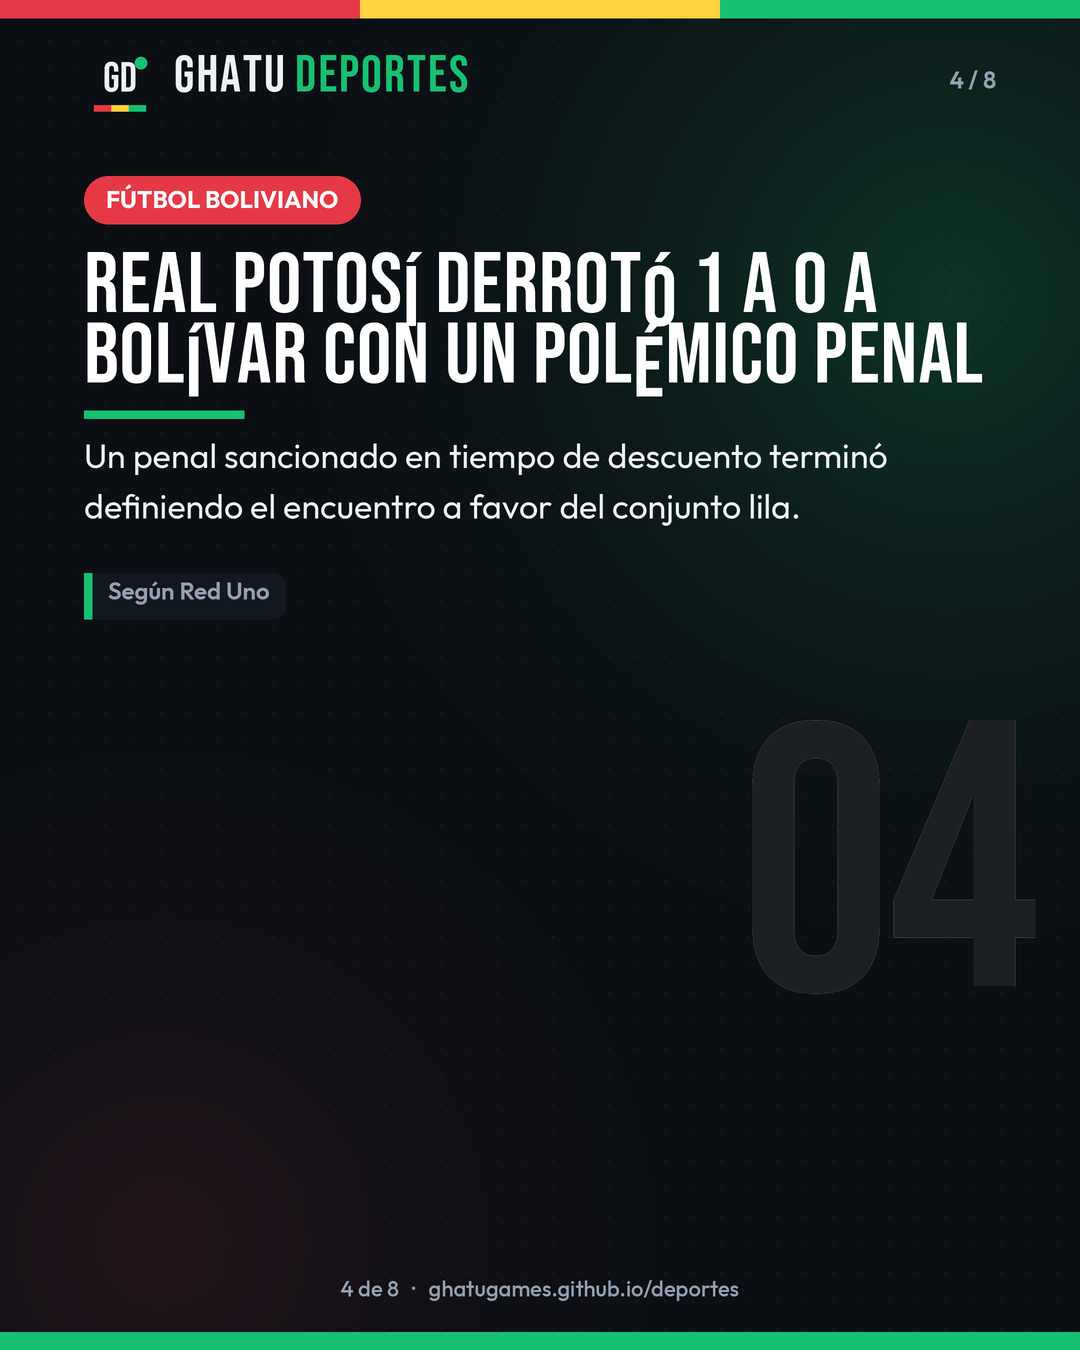 GD
GHATU DEPORTES
4 / 8
FÚTBOL BOLIVIANO
REAL POTOSÍ DERROTÓ 1 A 0 A
BOLÍVAR CON UN POLÉMICO PENAL
Un penal sancionado en tiempo de descuento terminó
definiendo el encuentro a favor del conjunto lila.
Según Red Uno
04
4 de 8 · ghatugames.github.io/deportes